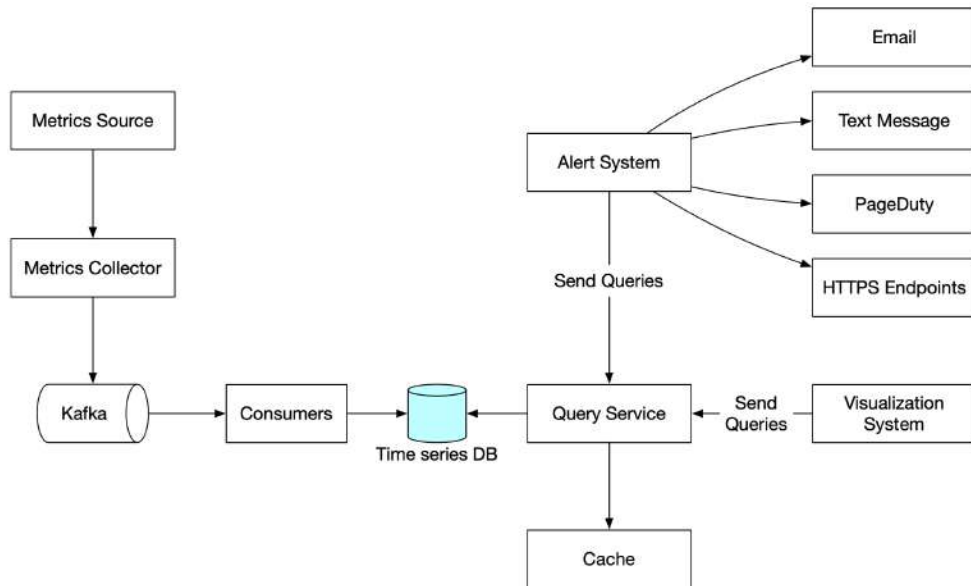 Email
Metrics Source
Text Message
Alert System
PageDuty
Metrics Collector
Send Queries
HTTPS Endpoints
Kafka
Consumers
Time series DB
Query Service
Send
Queries
Visualization
System
Cache